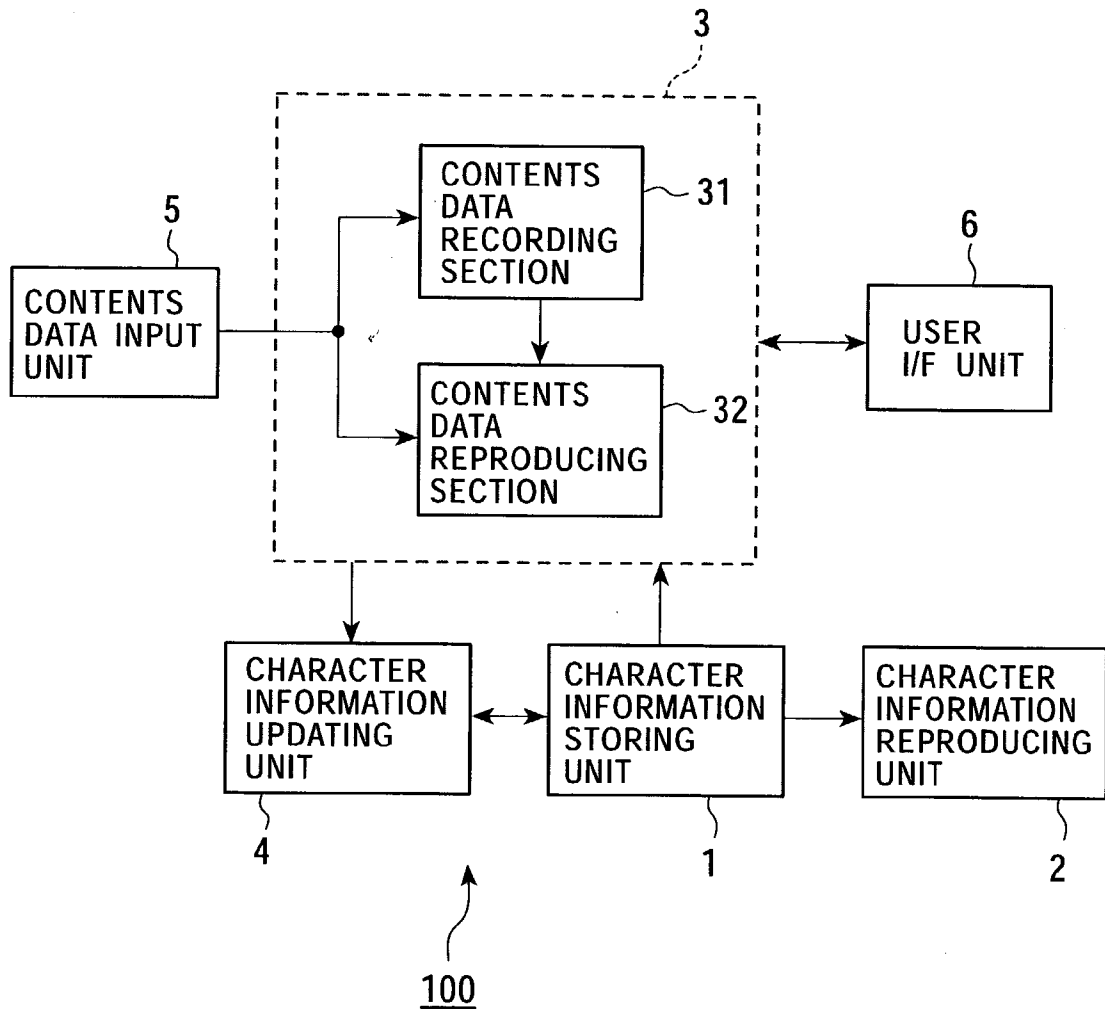 3
CONTENTS
DATA
RECORDING
SECTION
31
5
CONTENTS
DATA INPUT
UNIT
6
USER
I/F UNIT
CONTENTS
DATA
REPRODUCING
SECTION
32
CHARACTER
INFORMATION
UPDATING
UNIT
4
CHARACTER
INFORMATION
STORING
UNIT
1
CHARACTER
INFORMATION
REPRODUCING
UNIT
2
100